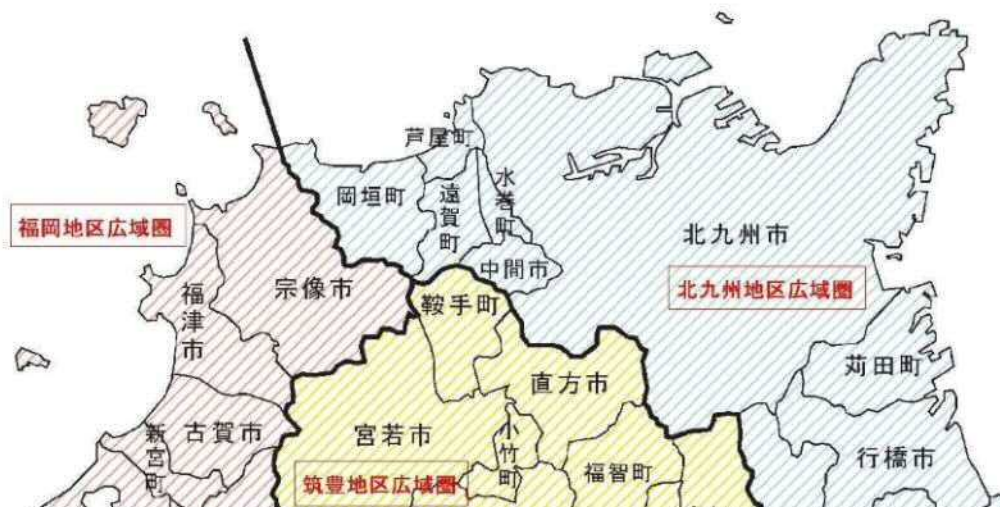 芦屋町
岡垣町
遠賀町
水巻町
福岡地区広域圏
北九州市
中間市
宗像市
北九州地区広域圏
鞍手町
福津市
苅田町
直方市
新宮町
古賀市
宮若市
小竹町
行橋市
福智町
筑豊地区広域圏